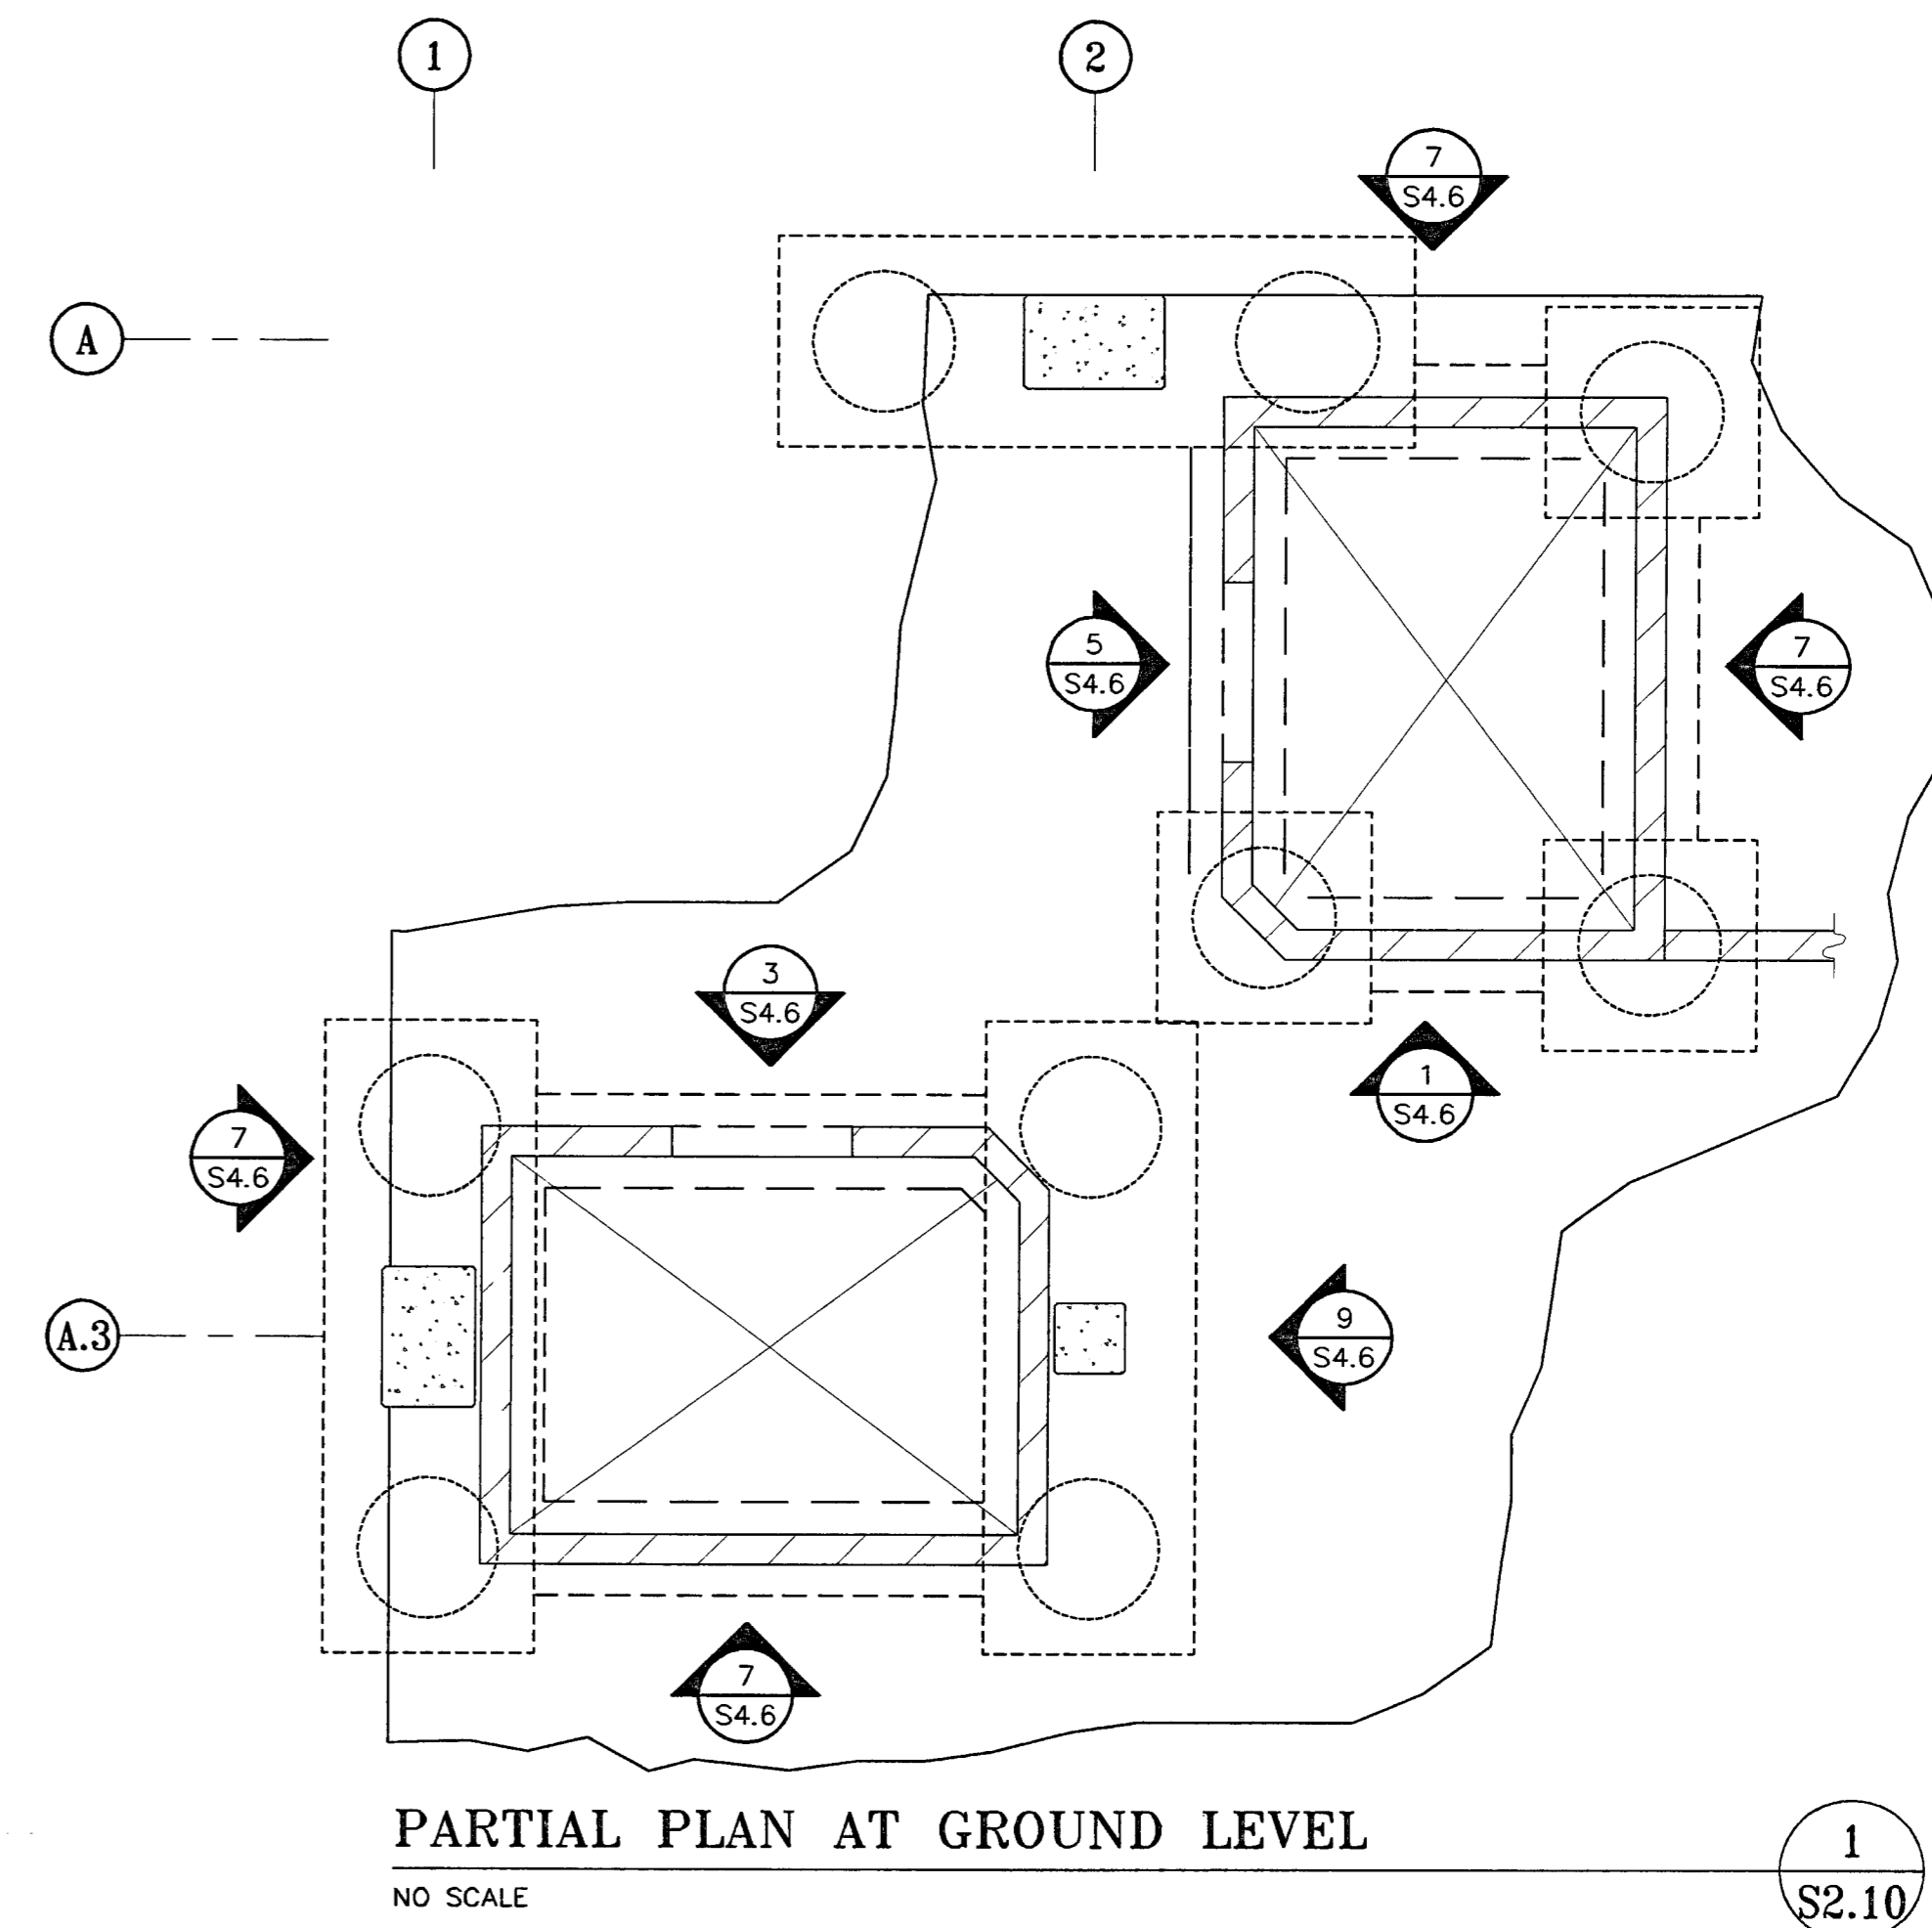 1
2
7
S4.6
A
5
S4.6
7
S4.6
3
S4.6
1
S4.6
7
S4.6
A.3
9
S4.6
7
S4.6
PARTIAL PLAN AT GROUND LEVEL
NO SCALE
1
S2.10